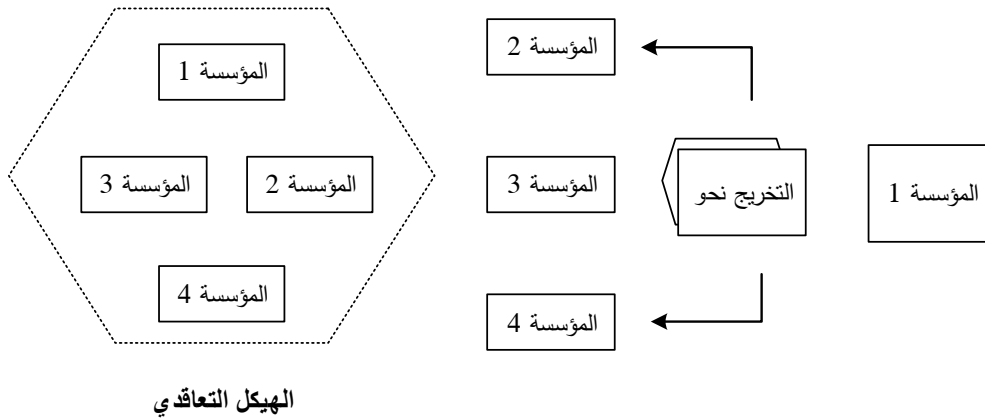 المؤسسة 1
التخريج نحو
المؤسسة 2
المؤسسة 3
المؤسسة 4
المؤسسة 1
المؤسسة 2
المؤسسة 3
المؤسسة 4
الهيكل التعاقدي